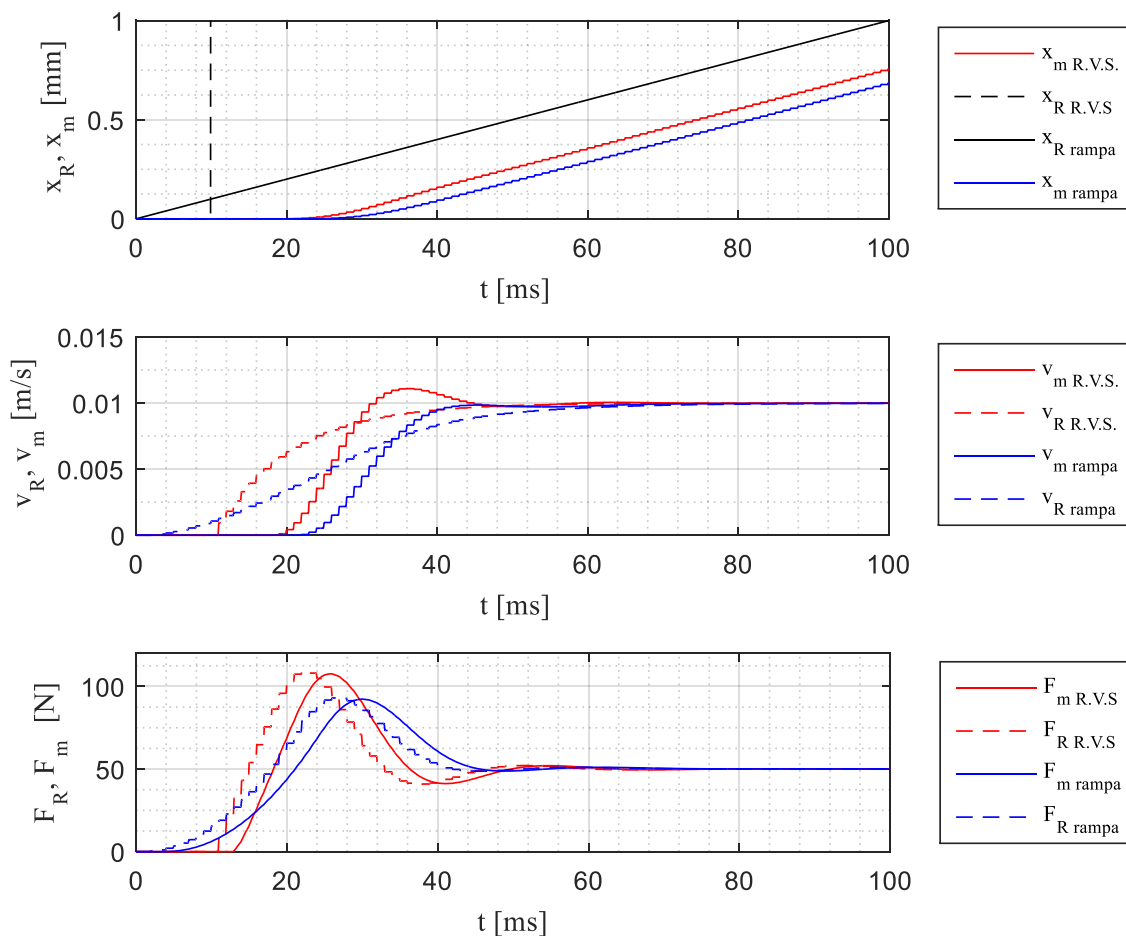 x_R, x_m [mm]
1
0.5
0
0 20 40 60 80 100
t [ms]
x_m R.V.S.
x_R R.V.S
x_R rampa
x_m rampa
v_R, v_m [m/s]
0.015
0.01
0.005
0
0 20 40 60 80 100
t [ms]
v_m R.V.S.
v_R R.V.S.
v_m rampa
v_R rampa
F_R, F_m [N]
100
50
0
0 20 40 60 80 100
t [ms]
F_m R.V.S
F_R R.V.S
F_m rampa
F_R rampa